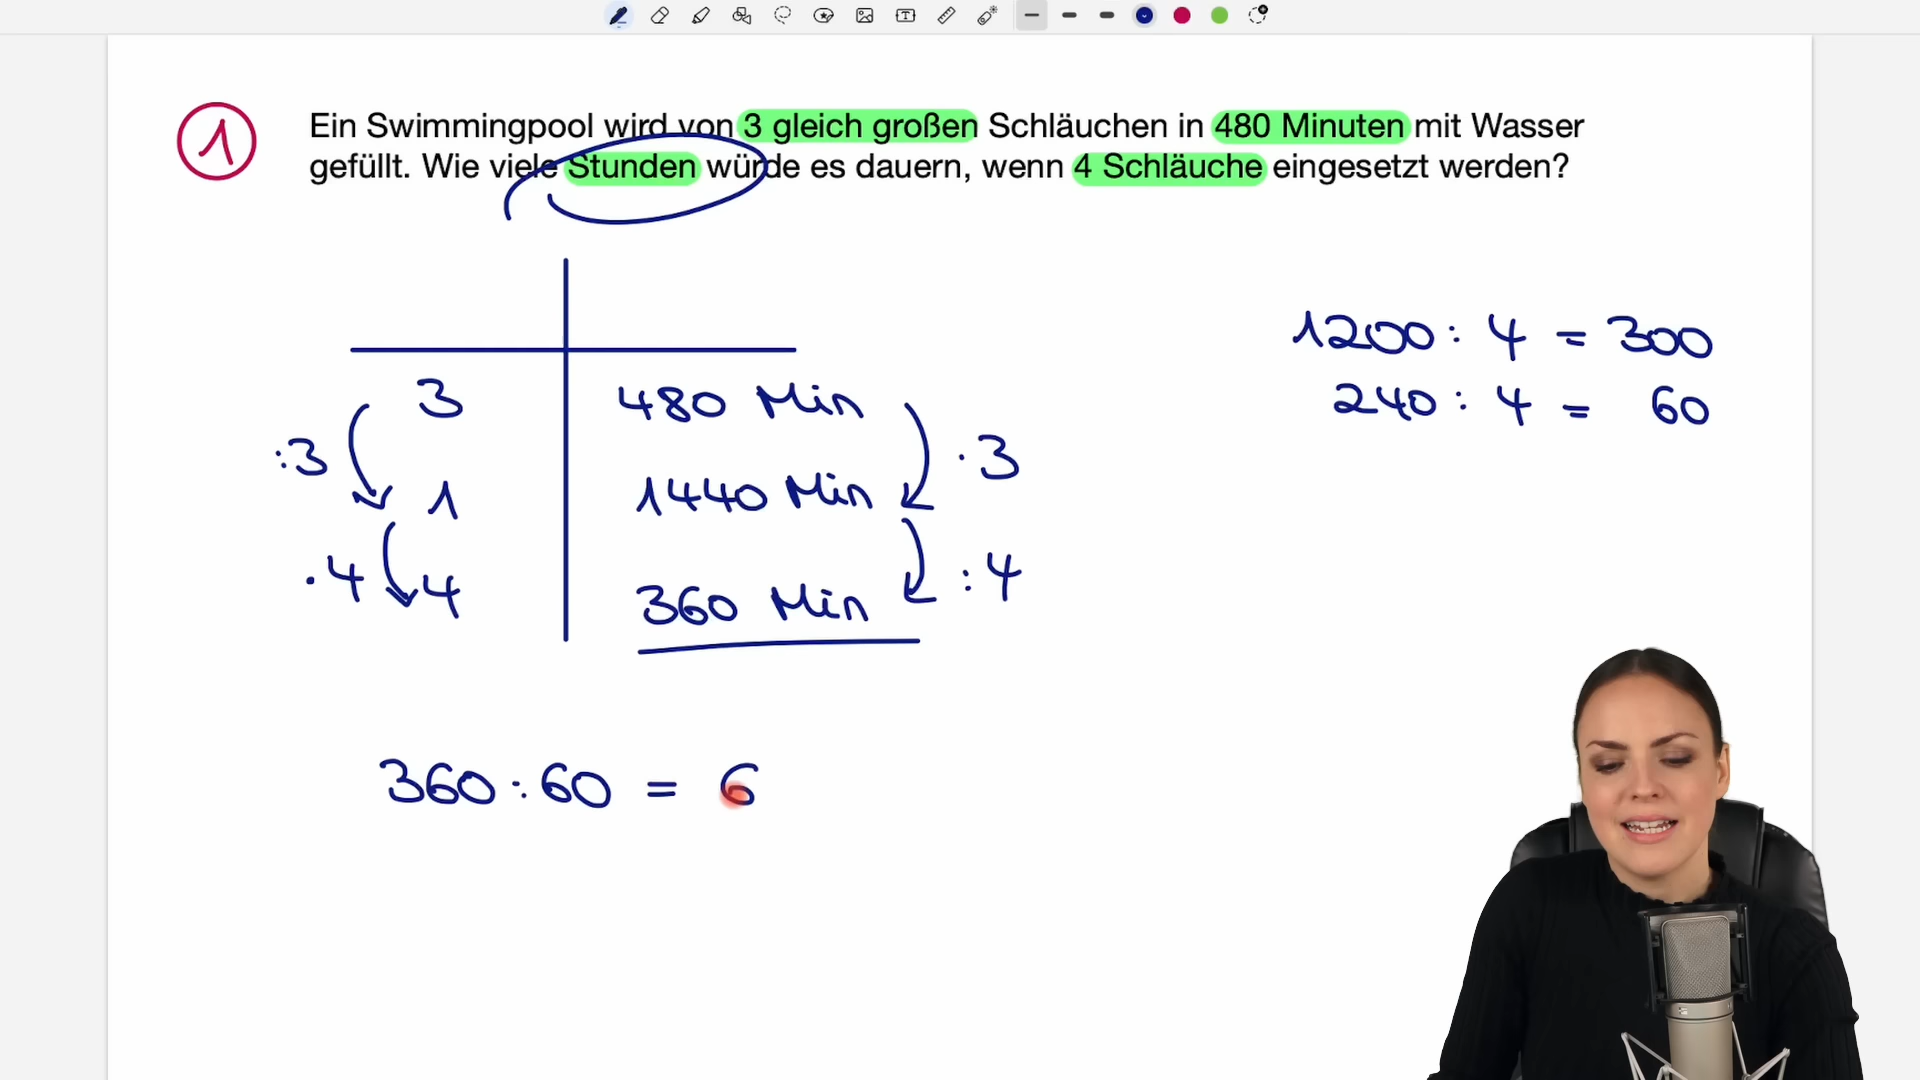 1
Ein Swimmingpool wird von 3 gleich großen Schläuchen in 480 Minuten mit Wasser
gefüllt. Wie viele Stunden würde es dauern, wenn 4 Schläuche eingesetzt werden?
1200 : 4 = 300
240 : 4 = 60
3 480 Min
:3 ·3
1 1440 Min
·4 :4
4 360 Min
360 : 60 = 6